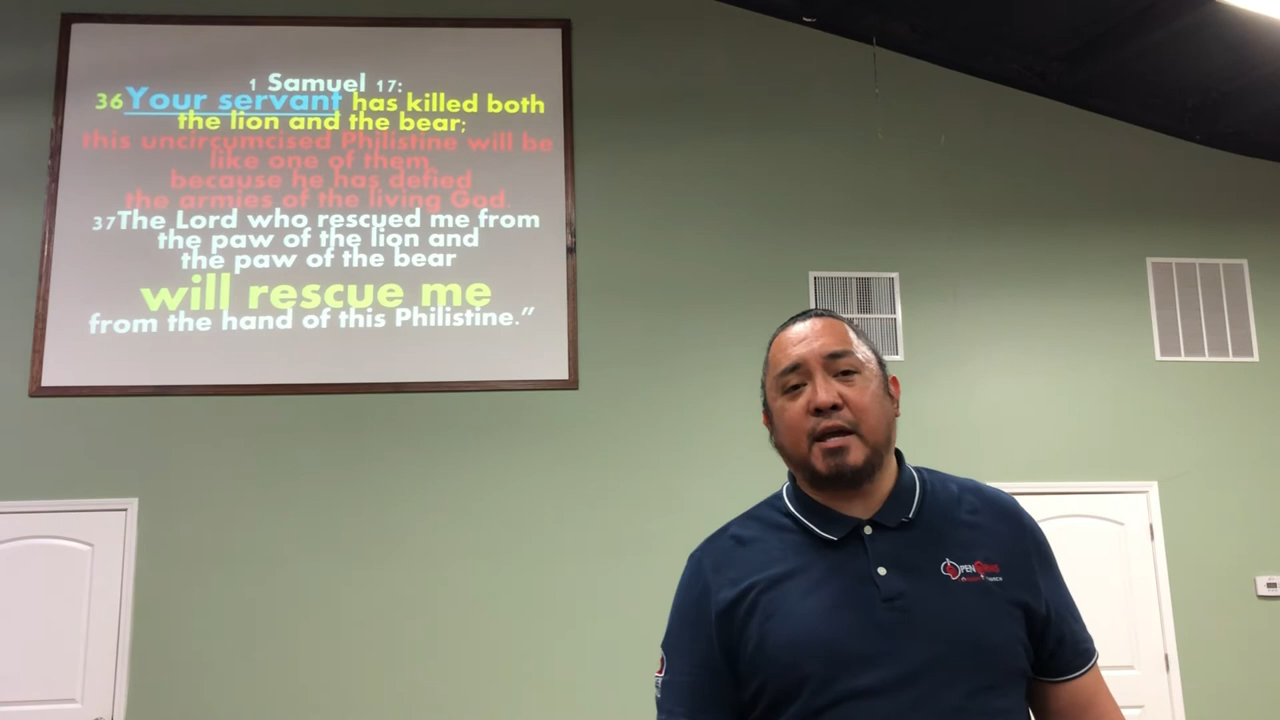 1 Samuel 17:
36Your servant has killed both
the lion and the bear;
this uncircumcised Philistine will be
like one of them,
because he has defied
the armies of the living God.
37The Lord who rescued me from
the paw of the lion and
the paw of the bear
will rescue me
from the hand of this Philistine.”
OPEN ARMS